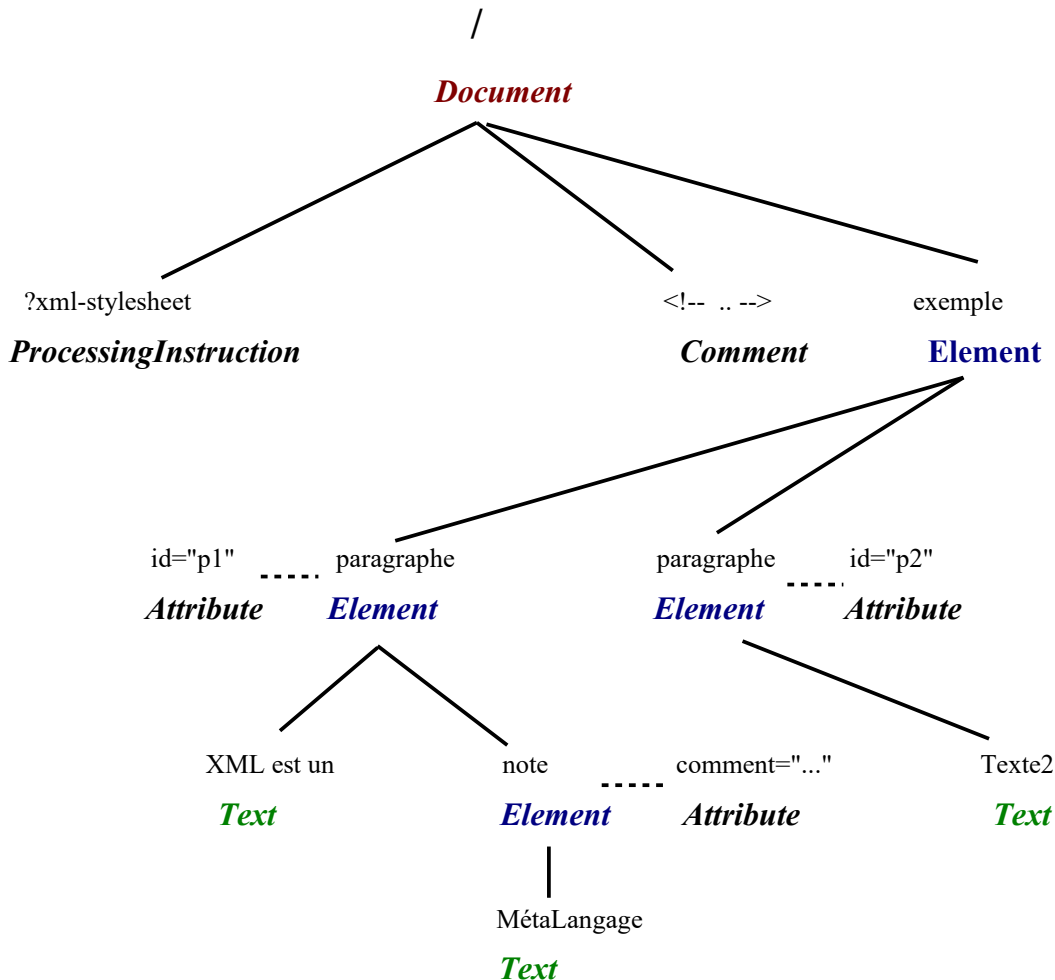 /
Document
?xml-stylesheet <!-- .. --> exemple
ProcessingInstruction Comment Element
id="p1" paragraphe paragraphe id="p2"
Attribute Element Element Attribute
XML est un note comment="..." Texte2
Text Element Attribute Text
MétaLangage
Text